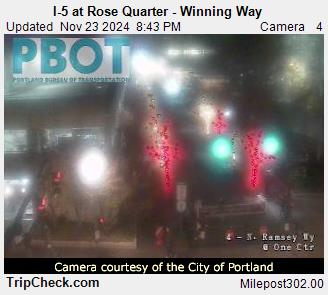 I-5 at Rose Quarter - Winning Way
Updated Nov 23 2024 8:43 PM Camera 4
PBOT
PORTLAND BUREAU OF TRANSPORTATION
4 - N. Ramsey Wy
@ One Ctr
Camera courtesy of the City of Portland
TripCheck.com Milepost302.00